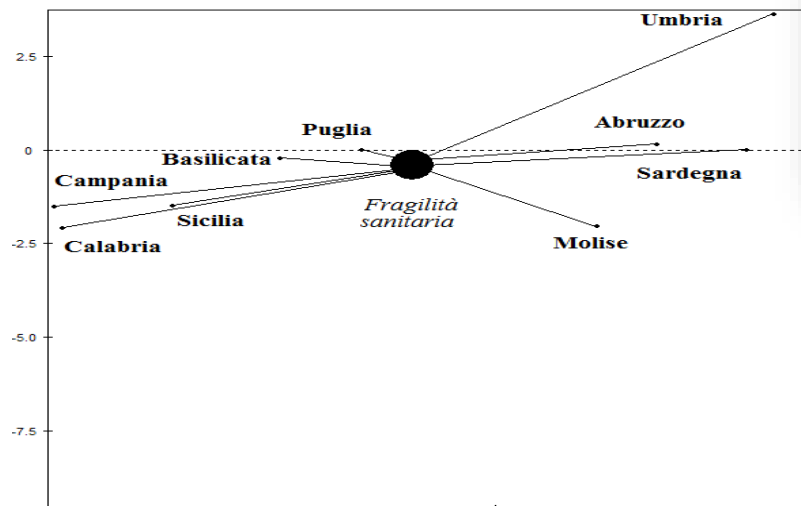 Umbria
2.5
Abruzzo
Puglia
0
Basilicata
Sardegna
Campania
Fragilità
sanitaria
Sicilia
Molise
Calabria
-2.5
-5.0
-7.5